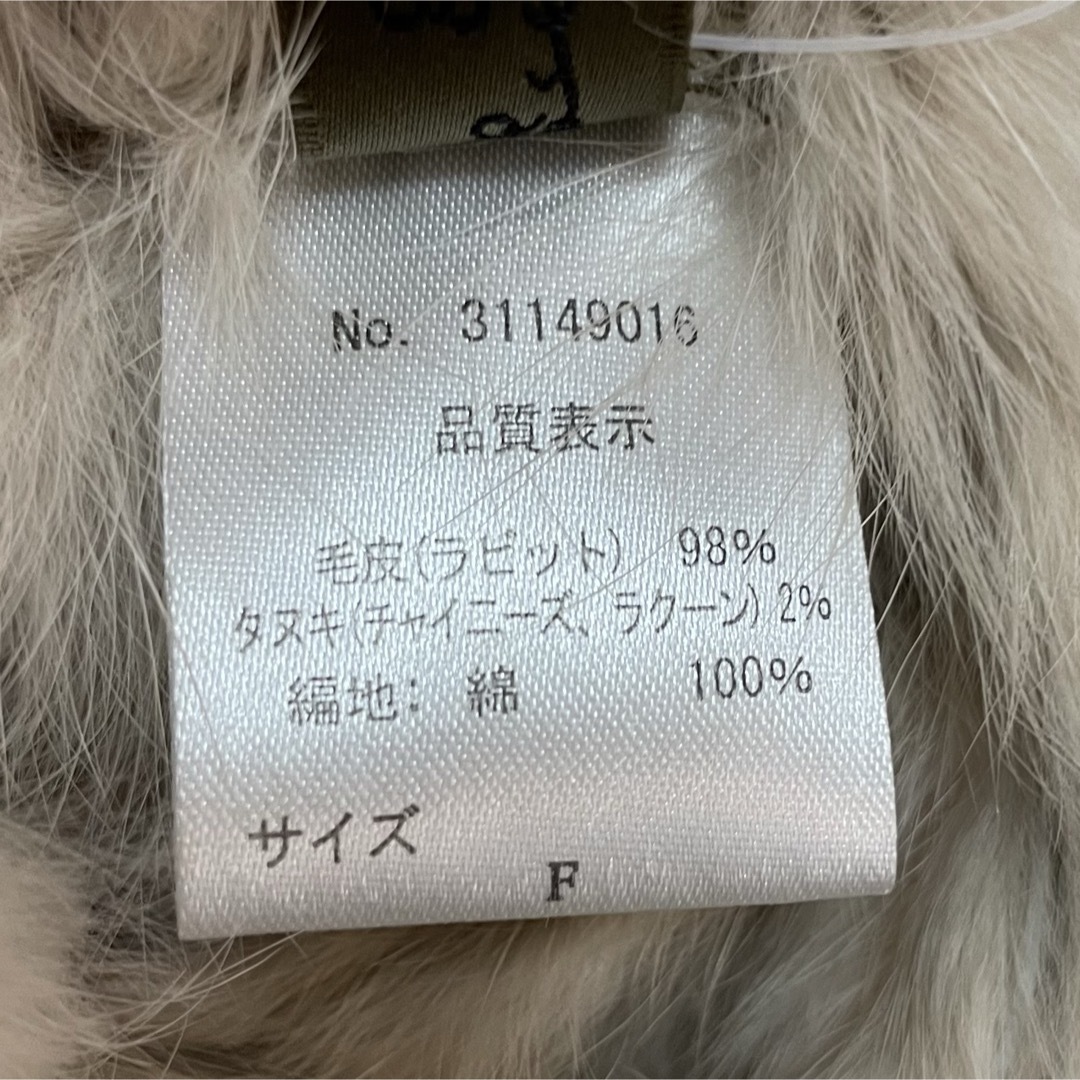 No. 31149016
品質表示
毛皮(ラビット) 98%
タヌキ(チャイニーズ、ラクーン) 2%
編地: 綿 100%
サイズ
F